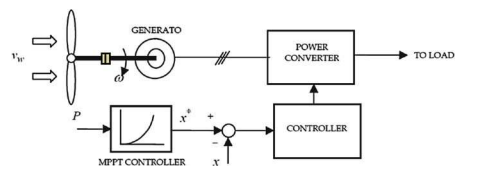 GENERATO
v_w
ω
POWER
CONVERTER
TO LOAD
P
x*
+
−
x
MPPT CONTROLLER
CONTROLLER